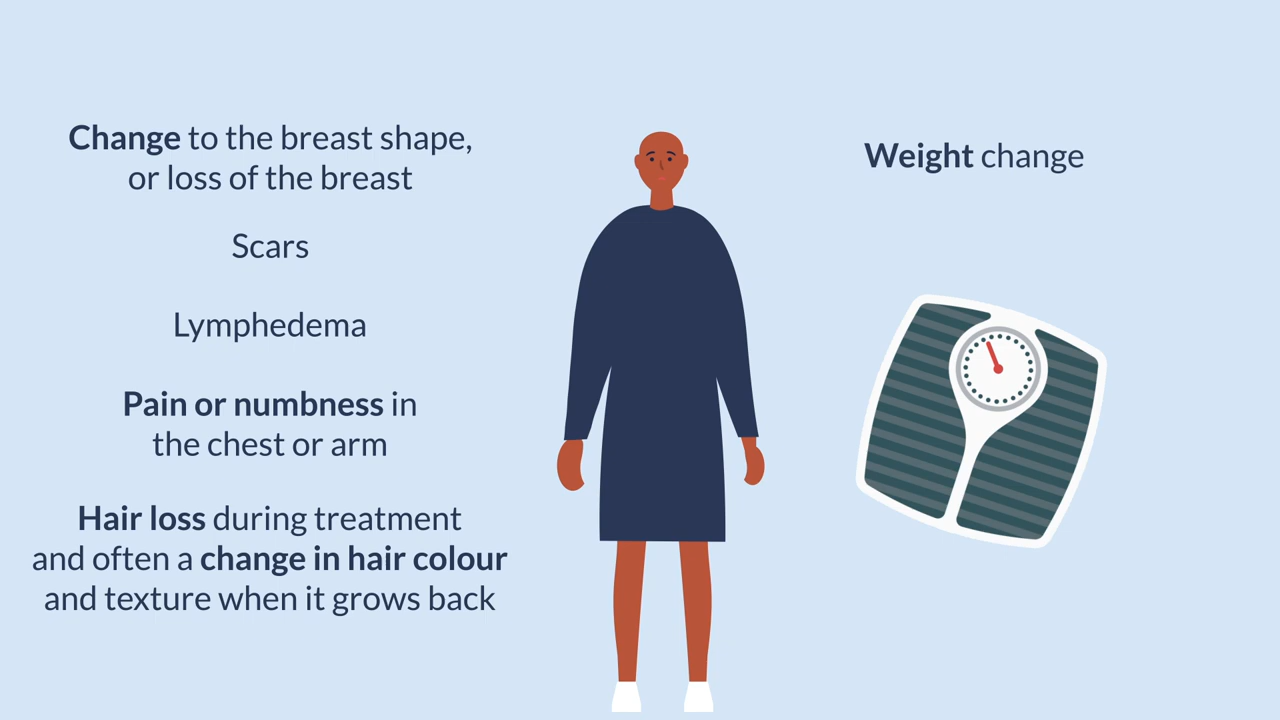 Change to the breast shape,
or loss of the breast
Scars
Lymphedema
Pain or numbness in
the chest or arm
Hair loss during treatment
and often a change in hair colour
and texture when it grows back
Weight change